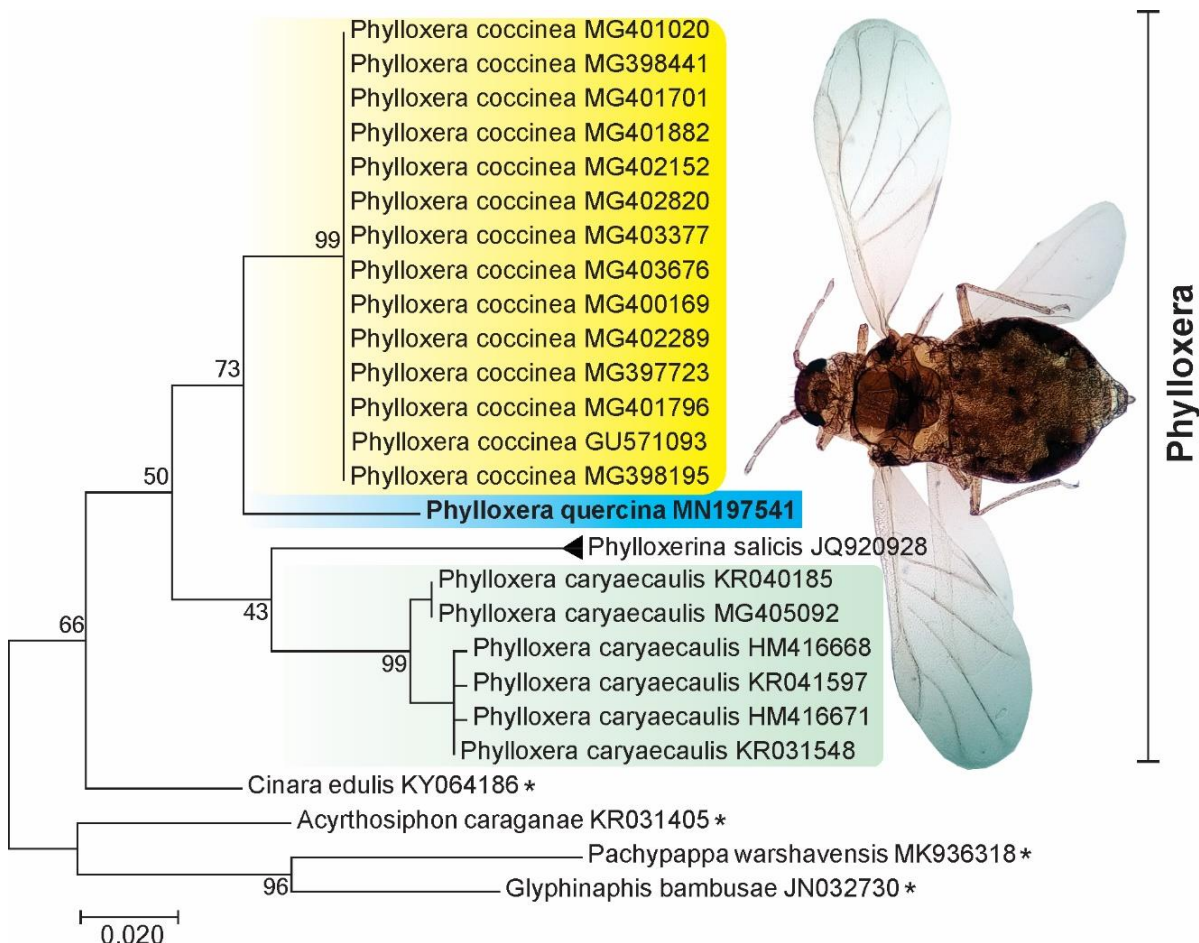 Phylloxera coccinea MG401020
Phylloxera coccinea MG398441
Phylloxera coccinea MG401701
Phylloxera coccinea MG401882
Phylloxera coccinea MG402152
Phylloxera coccinea MG402820
Phylloxera coccinea MG403377
99
Phylloxera coccinea MG403676
Phylloxera coccinea MG400169
Phylloxera coccinea MG402289
Phylloxera coccinea MG397723
73
Phylloxera coccinea MG401796
Phylloxera coccinea GU571093
Phylloxera coccinea MG398195
50
Phylloxera quercina MN197541
Phylloxerina salicis JQ920928
Phylloxera caryaecaulis KR040185
43
Phylloxera caryaecaulis MG405092
66
Phylloxera caryaecaulis HM416668
99
Phylloxera caryaecaulis KR041597
Phylloxera caryaecaulis HM416671
Phylloxera caryaecaulis KR031548
Cinara edulis KY064186 *
Acyrthosiphon caraganae KR031405 *
Pachypappa warshavensis MK936318 *
96
Glyphinaphis bambusae JN032730 *
0.020
Phylloxera